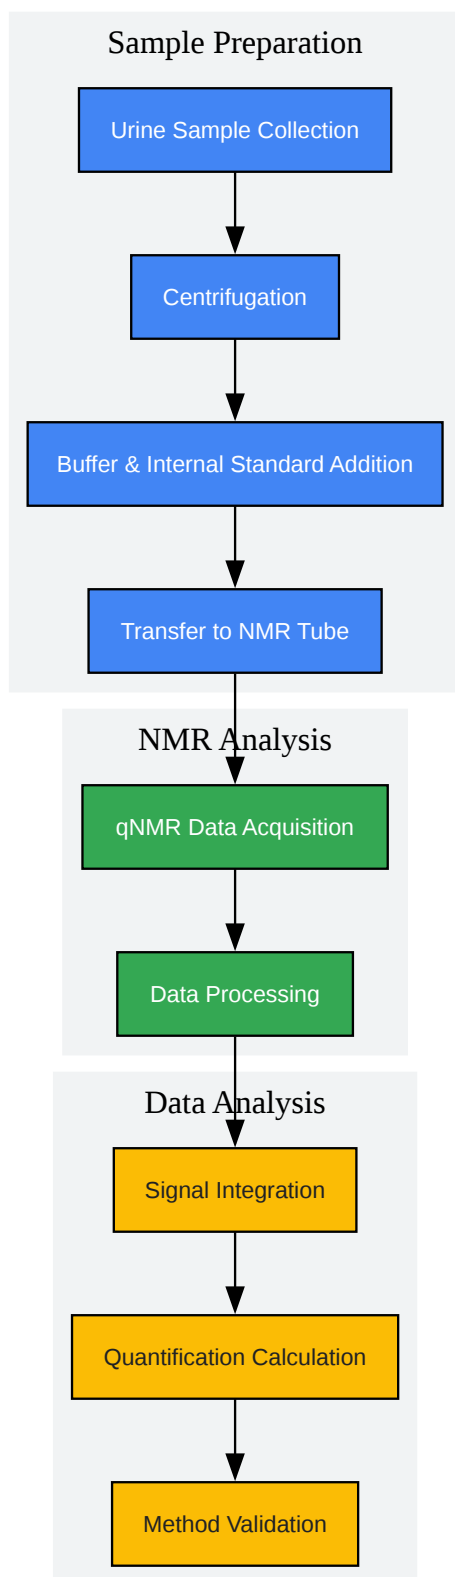 Sample Preparation
Urine Sample Collection
Centrifugation
Buffer & Internal Standard Addition
Transfer to NMR Tube
NMR Analysis
qNMR Data Acquisition
Data Processing
Data Analysis
Signal Integration
Quantification Calculation
Method Validation